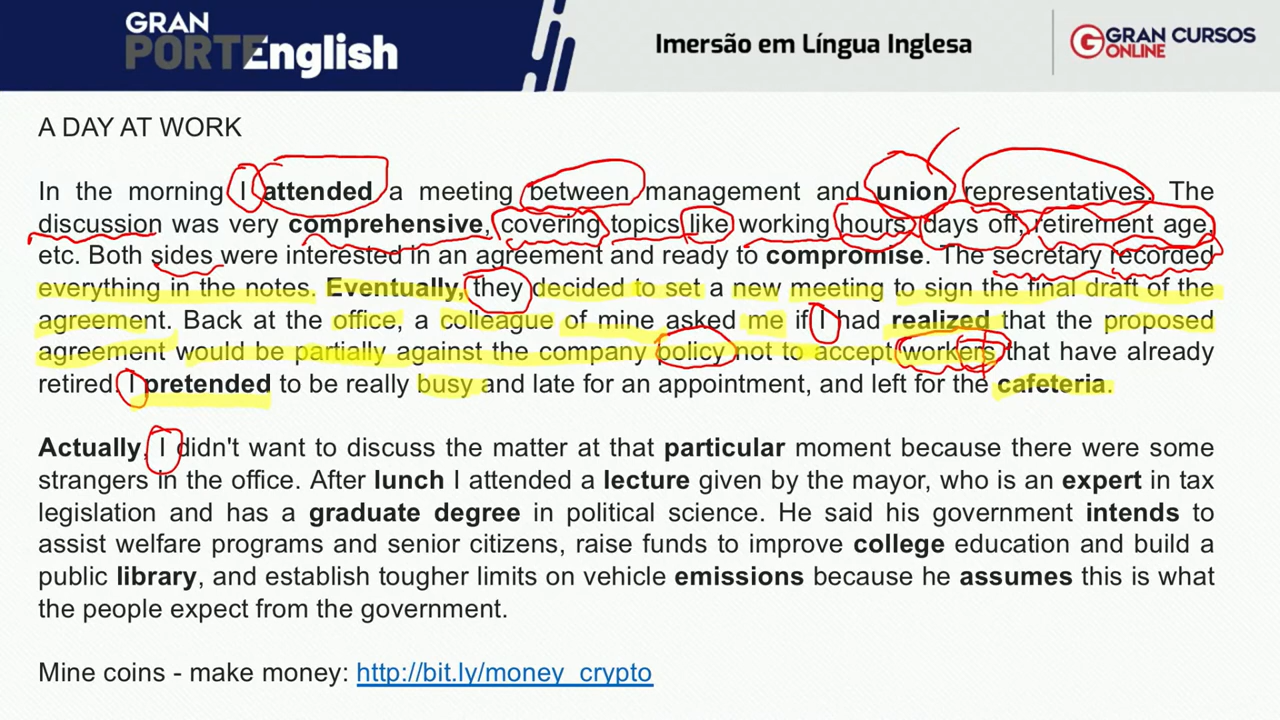 GRAN
PORTEnglish
Imersão em Língua Inglesa
GRAN CURSOS
ONLINE
A DAY AT WORK
In the morning I attended a meeting between management and union representatives. The
discussion was very comprehensive, covering topics like working hours, days off, retirement age,
etc. Both sides were interested in an agreement and ready to compromise. The secretary recorded
everything in the notes. Eventually, they decided to set a new meeting to sign the final draft of the
agreement. Back at the office, a colleague of mine asked me if I had realized that the proposed
agreement would be partially against the company policy not to accept workers that have already
retired. I pretended to be really busy and late for an appointment, and left for the cafeteria.
Actually, I didn't want to discuss the matter at that particular moment because there were some
strangers in the office. After lunch I attended a lecture given by the mayor, who is an expert in tax
legislation and has a graduate degree in political science. He said his government intends to
assist welfare programs and senior citizens, raise funds to improve college education and build a
public library, and establish tougher limits on vehicle emissions because he assumes this is what
the people expect from the government.
Mine coins - make money: http://bit.ly/money_crypto